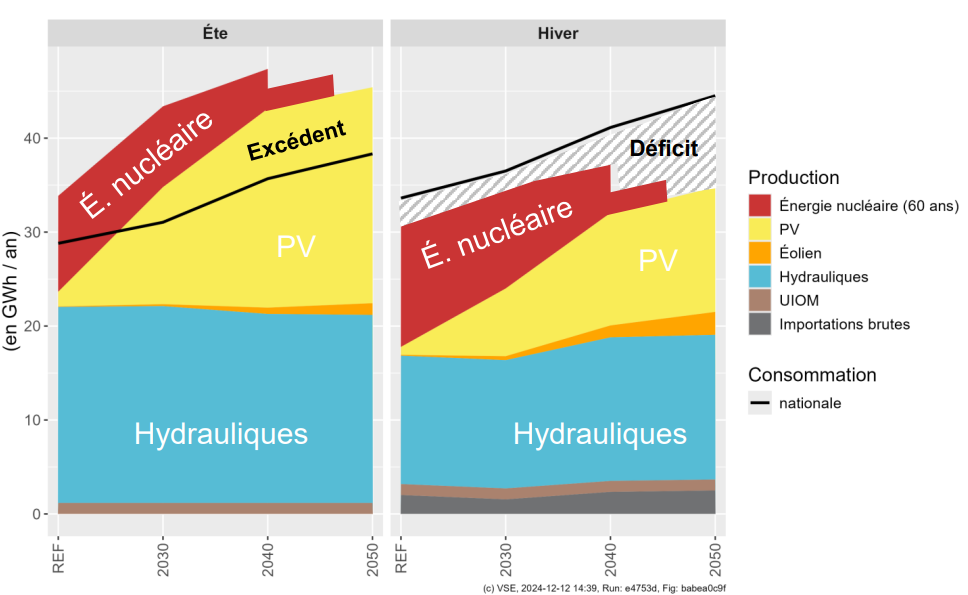 Éte
Hiver
(en GWh / an)
40
30
20
10
0
É. nucléaire
Excédent
PV
Hydrauliques
Déficit
É. nucléaire
PV
Hydrauliques
REF
2030
2040
2050
REF
2030
2040
2050
Production
Énergie nucléaire (60 ans)
PV
Éolien
Hydrauliques
UIOM
Importations brutes
Consommation
nationale
(c) VSE, 2024-12-12 14:39, Run: e4753d, Fig: babea0c9f